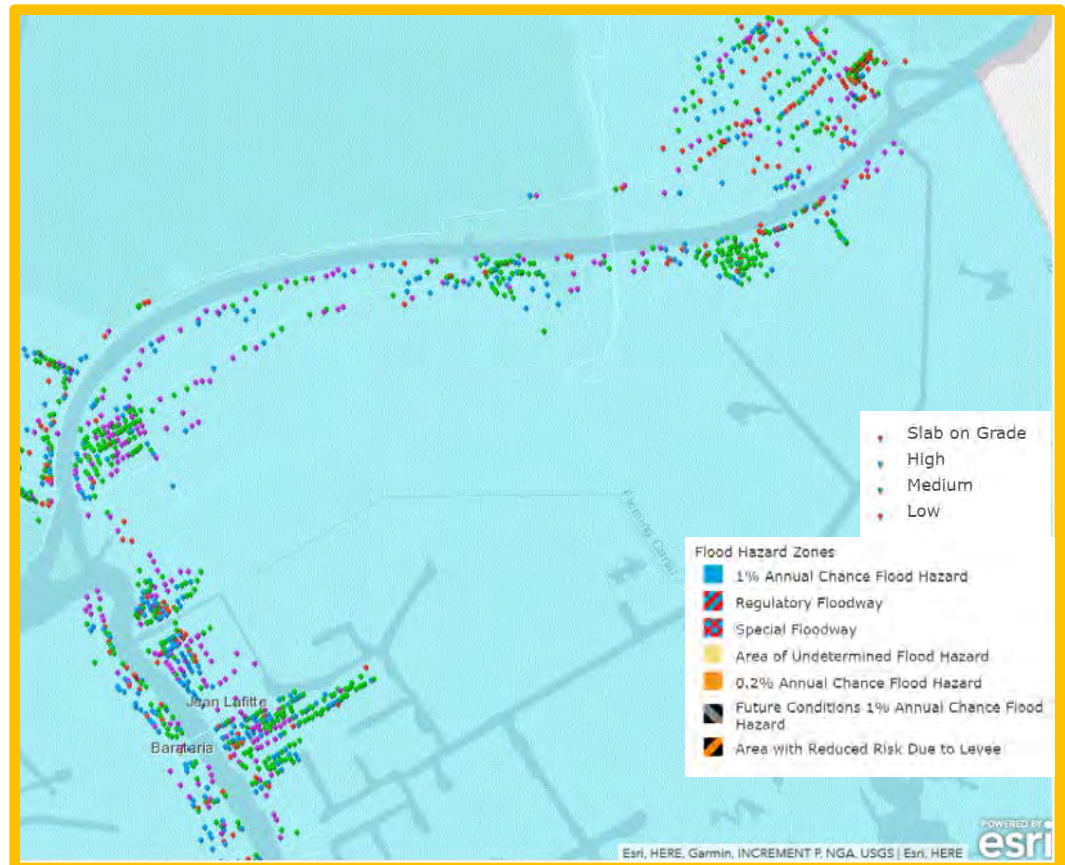 Slab on Grade
High
Medium
Low
Fleming Canal
Flood Hazard Zones
1% Annual Chance Flood Hazard
Regulatory Floodway
Special Floodway
Area of Undetermined Flood Hazard
0.2% Annual Chance Flood Hazard
Future Conditions 1% Annual Chance Flood
Hazard
Area with Reduced Risk Due to Levee
Jean Lafitte
Barataria
POWERED BY
esri
Esri, HERE, Garmin, INCREMENT P, NGA, USGS | Esri, HERE